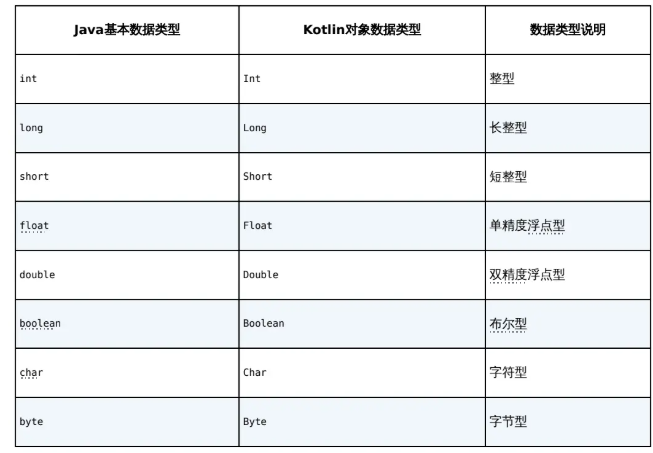 Java基本数据类型 Kotlin对象数据类型 数据类型说明
int Int 整型
long Long 长整型
short Short 短整型
float Float 单精度浮点型
double Double 双精度浮点型
boolean Boolean 布尔型
char Char 字符型
byte Byte 字节型